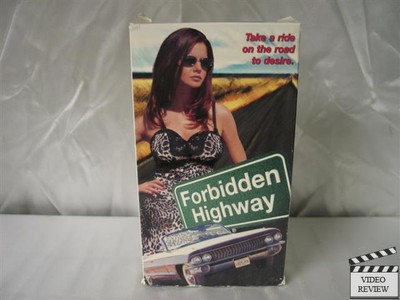 Take a ride
on the road
to desire.
Forbidden
Highway
VIDEO
REVIEW